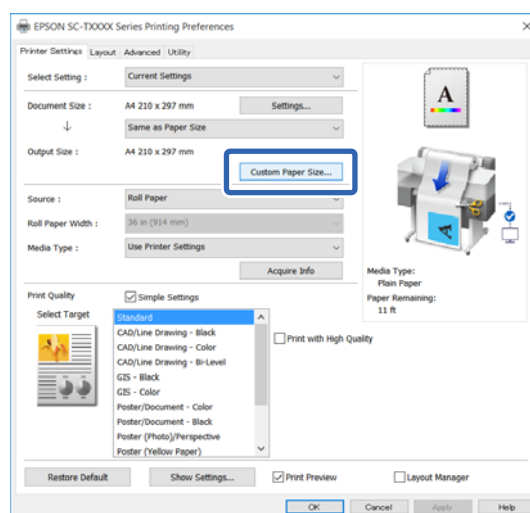 EPSON SC-TXXXX Series Printing Preferences
Printer Settings Layout Advanced Utility
Select Setting : Current Settings
Document Size : A4 210 x 297 mm Settings...
Same as Paper Size
Output Size : A4 210 x 297 mm
Custom Paper Size...
Source : Roll Paper
Roll Paper Width : 36 in (914 mm)
Media Type : Use Printer Settings
Acquire Info
A
A
Media Type:
Plain Paper
Paper Remaining:
11 ft
Print Quality Simple Settings
Select Target
Standard
CAD/Line Drawing - Black
CAD/Line Drawing - Color
CAD/Line Drawing - Bi-Level
GIS - Black
GIS - Color
Poster/Document - Color
Poster/Document - Black
Poster (Photo)/Perspective
Poster (Yellow Paper)
Print with High Quality
Restore Default Show Settings... Print Preview Layout Manager
OK Cancel Apply Help